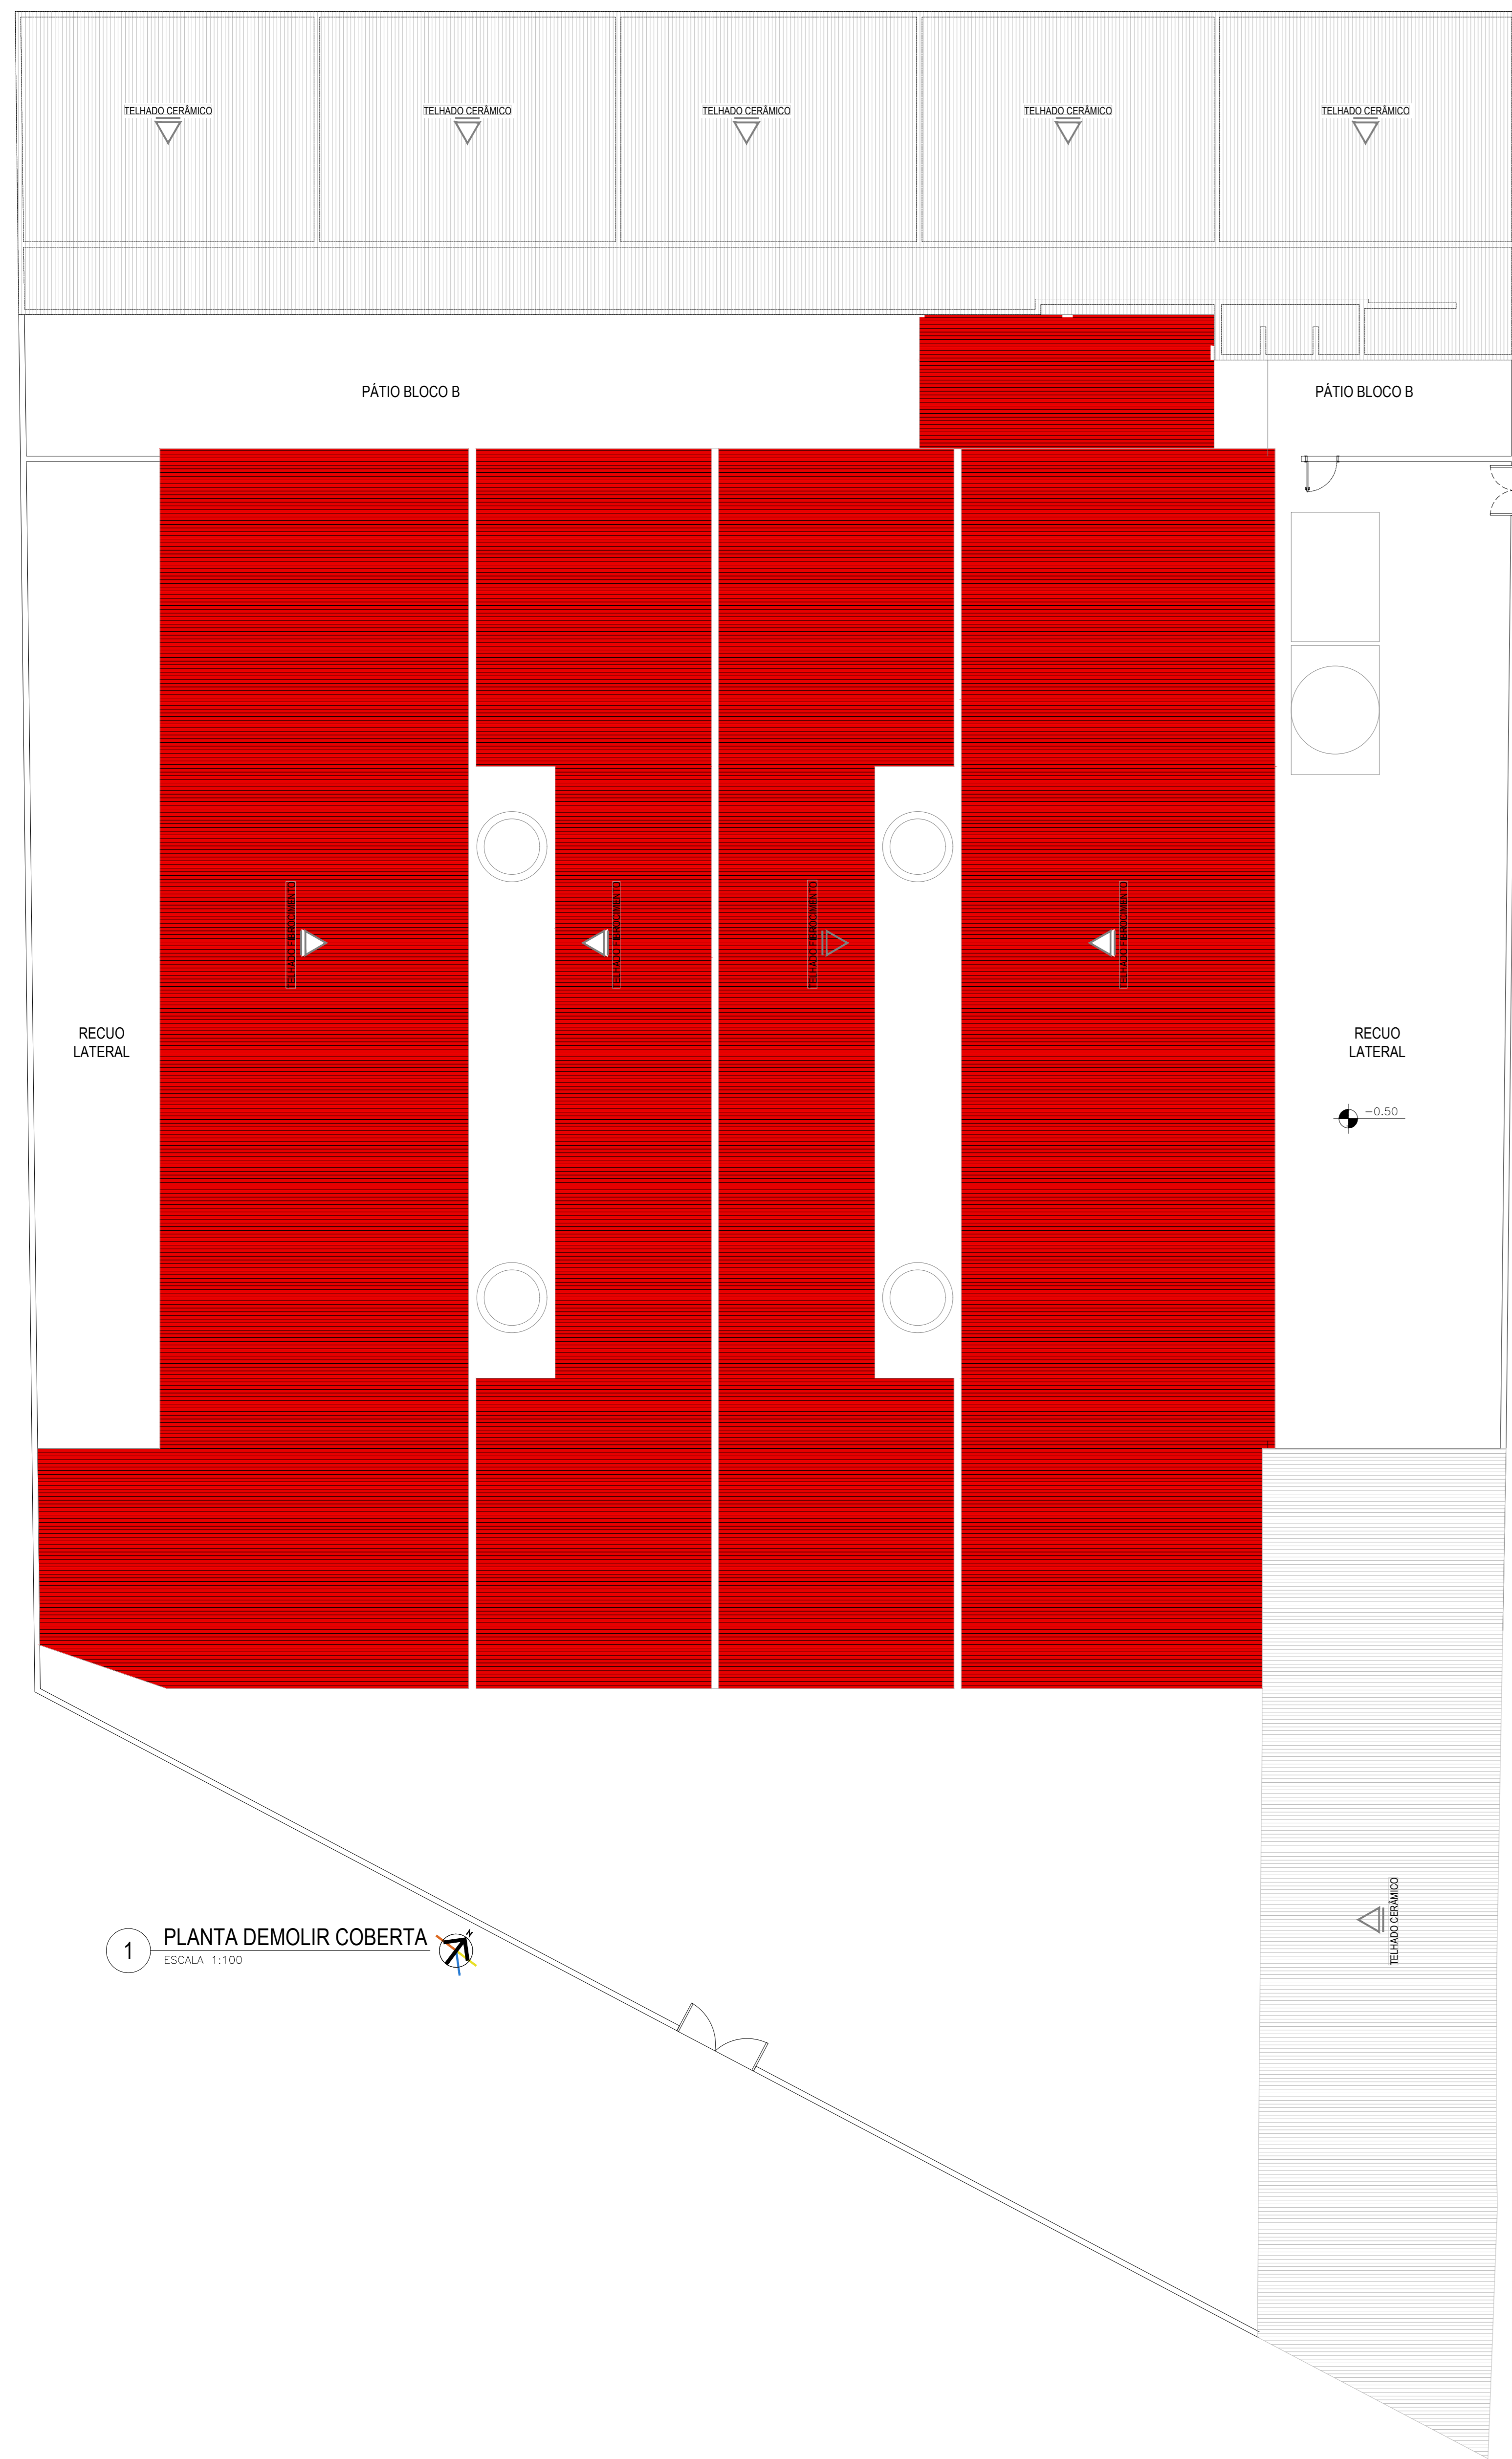 TELHADO CERÂMICO
TELHADO CERÂMICO
TELHADO CERÂMICO
TELHADO CERÂMICO
TELHADO CERÂMICO
PÁTIO BLOCO B
PÁTIO BLOCO B
TELHADO FIBROCIMENTO
TELHADO FIBROCIMENTO
TELHADO FIBROCIMENTO
TELHADO FIBROCIMENTO
RECUO
LATERAL
RECUO
LATERAL
-0.50
TELHADO CERÂMICO
1
PLANTA DEMOLIR COBERTA
ESCALA 1:100
N